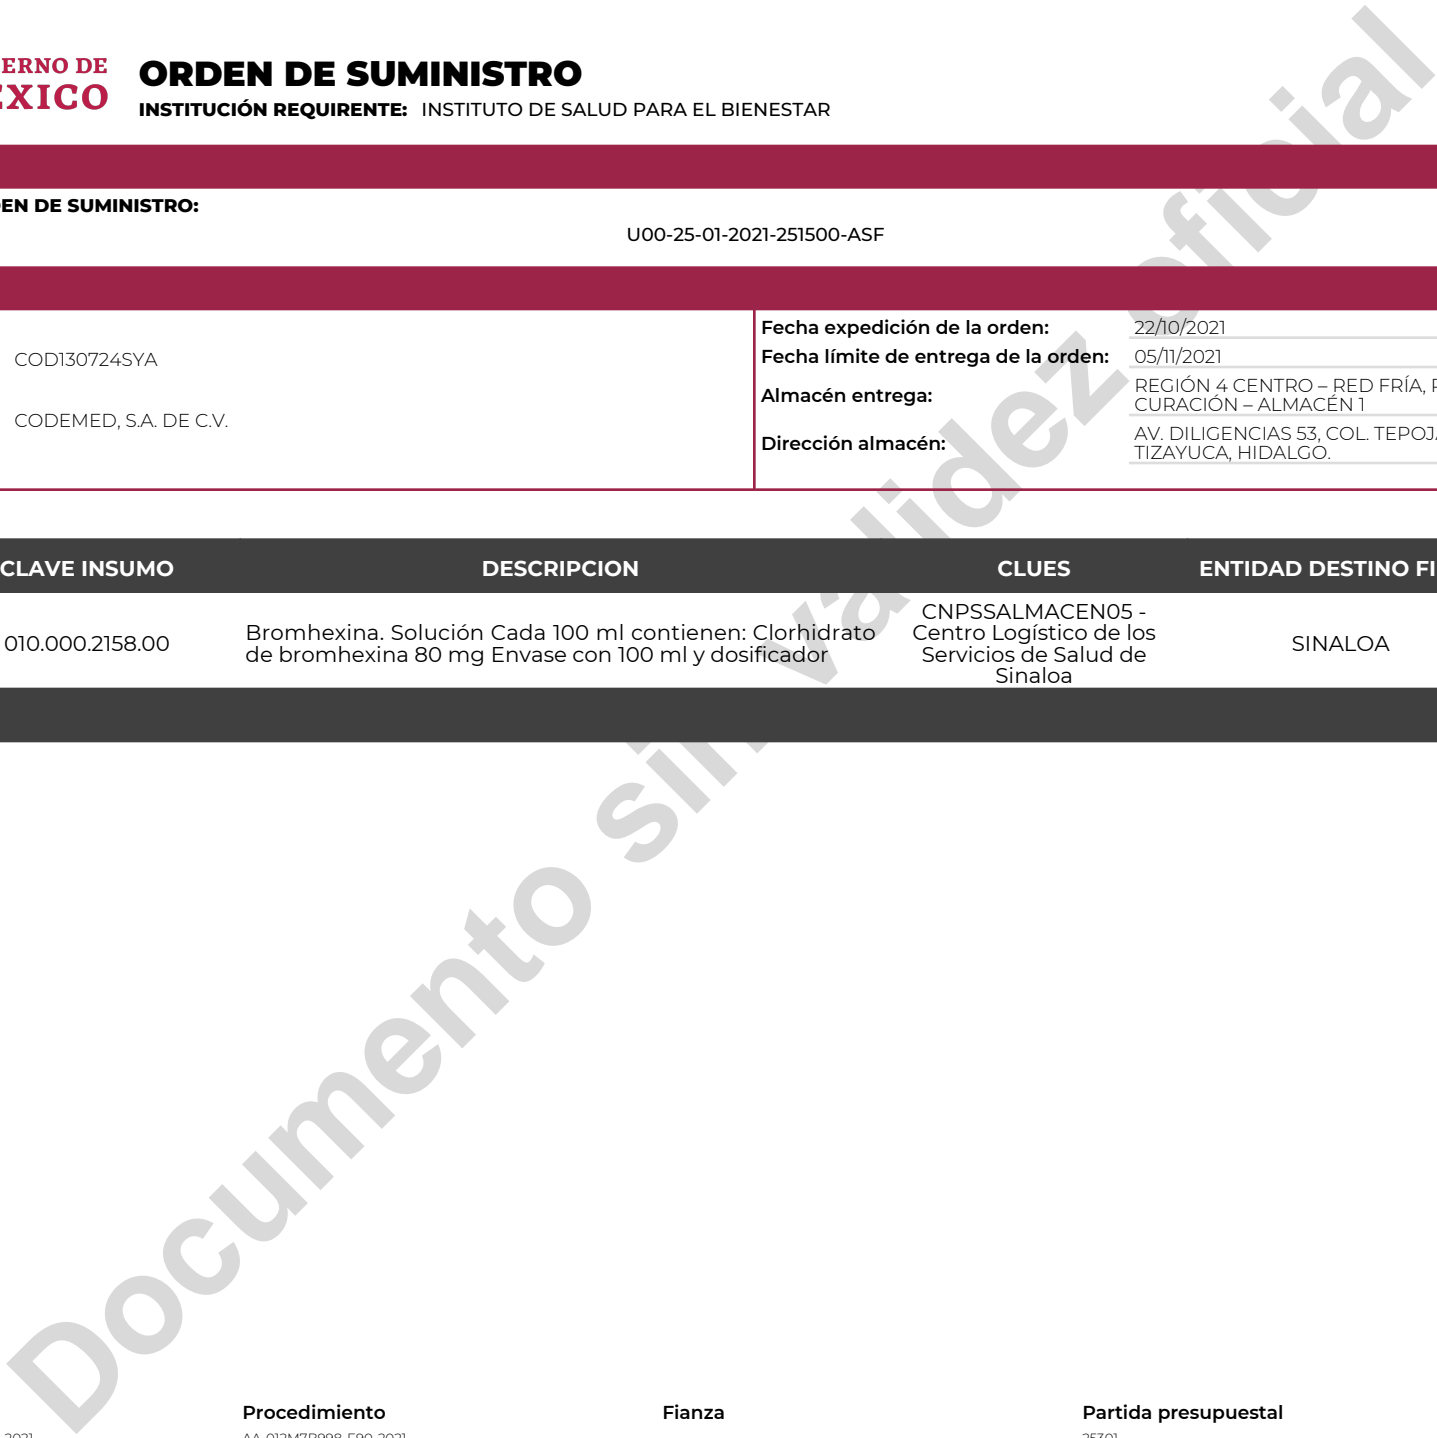 ORDEN DE SUMINISTRO
INSTITUCIÓN REQUIRENTE: INSTITUTO DE SALUD PARA EL BIENESTAR
ERNO DE
EXICO
EN DE SUMINISTRO:
U00-25-01-2021-251500-ASF
COD130724SYA
CODEMED, S.A. DE C.V.
Fecha expedición de la orden: 22/10/2021
Fecha límite de entrega de la orden: 05/11/2021
Almacén entrega: REGIÓN 4 CENTRO – RED FRÍA,
CURACIÓN – ALMACÉN 1
Dirección almacén: AV. DILIGENCIAS 53, COL. TEPOJ
TIZAYUCA, HIDALGO.
CLAVE INSUMO DESCRIPCION CLUES ENTIDAD DESTINO FI
010.000.2158.00
Bromhexina. Solución Cada 100 ml contienen: Clorhidrato
de bromhexina 80 mg Envase con 100 ml y dosificador
CNPSSALMACEN05 -
Centro Logístico de los
Servicios de Salud de
Sinaloa
SINALOA
Documento sin validez oficial
Procedimiento Fianza Partida presupuestal